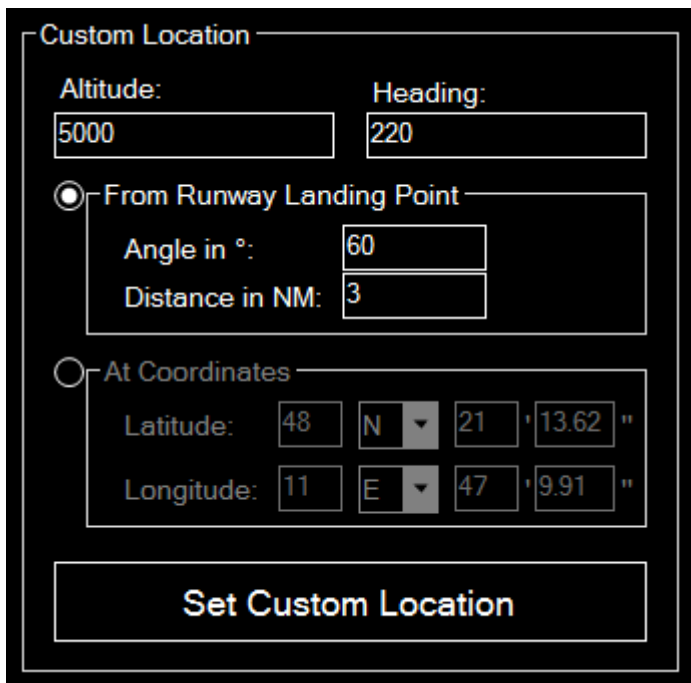 Custom Location
Altitude: Heading:
5000 220
From Runway Landing Point
Angle in °: 60
Distance in NM: 3
At Coordinates
Latitude: 48 N 21 ' 13.62 "
Longitude: 11 E 47 ' 9.91 "
Set Custom Location